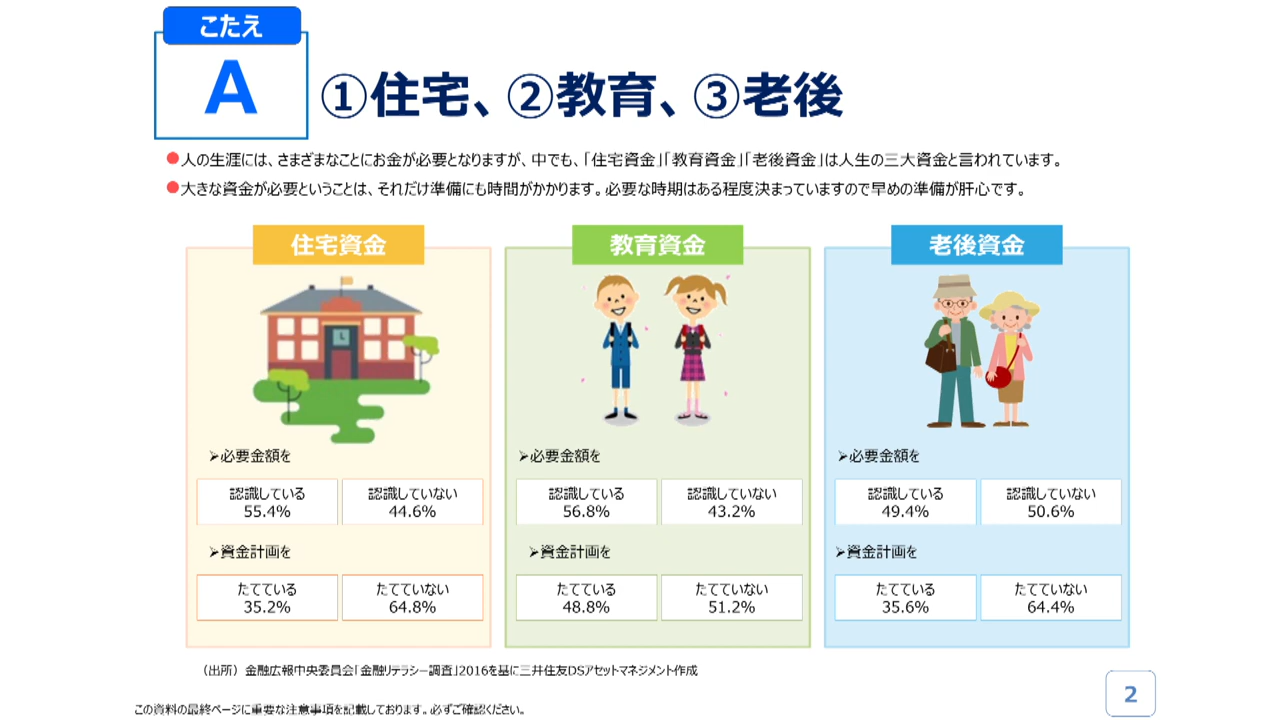 こたえ
A
①住宅、②教育、③老後
●人の生涯には、さまざまなことにお金が必要となりますが、中でも、「住宅資金」「教育資金」「老後資金」は人生の三大資金と言われています。
●大きな資金が必要ということは、それだけ準備にも時間がかかります。必要な時期はある程度決まっていますので早めの準備が肝心です。
住宅資金
➢必要金額を
認識している 認識していない
55.4% 44.6%
➢資金計画を
たてている たてていない
35.2% 64.8%
教育資金
➢必要金額を
認識している 認識していない
56.8% 43.2%
➢資金計画を
たてている たてていない
48.8% 51.2%
老後資金
➢必要金額を
認識している 認識していない
49.4% 50.6%
➢資金計画を
たてている たてていない
35.6% 64.4%
（出所）金融広報中央委員会「金融リテラシー調査」2016を基に三井住友DSアセットマネジメント作成
この資料の最終ページに重要な注意事項を記載しております。必ずご確認ください。
2